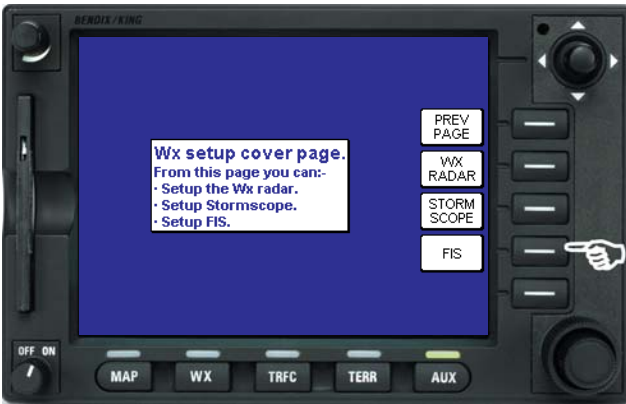 BENDIX/KING
PREV
PAGE
Wx setup cover page.
From this page you can:-
· Setup the Wx radar.
· Setup Stormscope.
· Setup FIS.
WX
RADAR
STORM
SCOPE
FIS
OFF ON
MAP
WX
TRFC
TERR
AUX